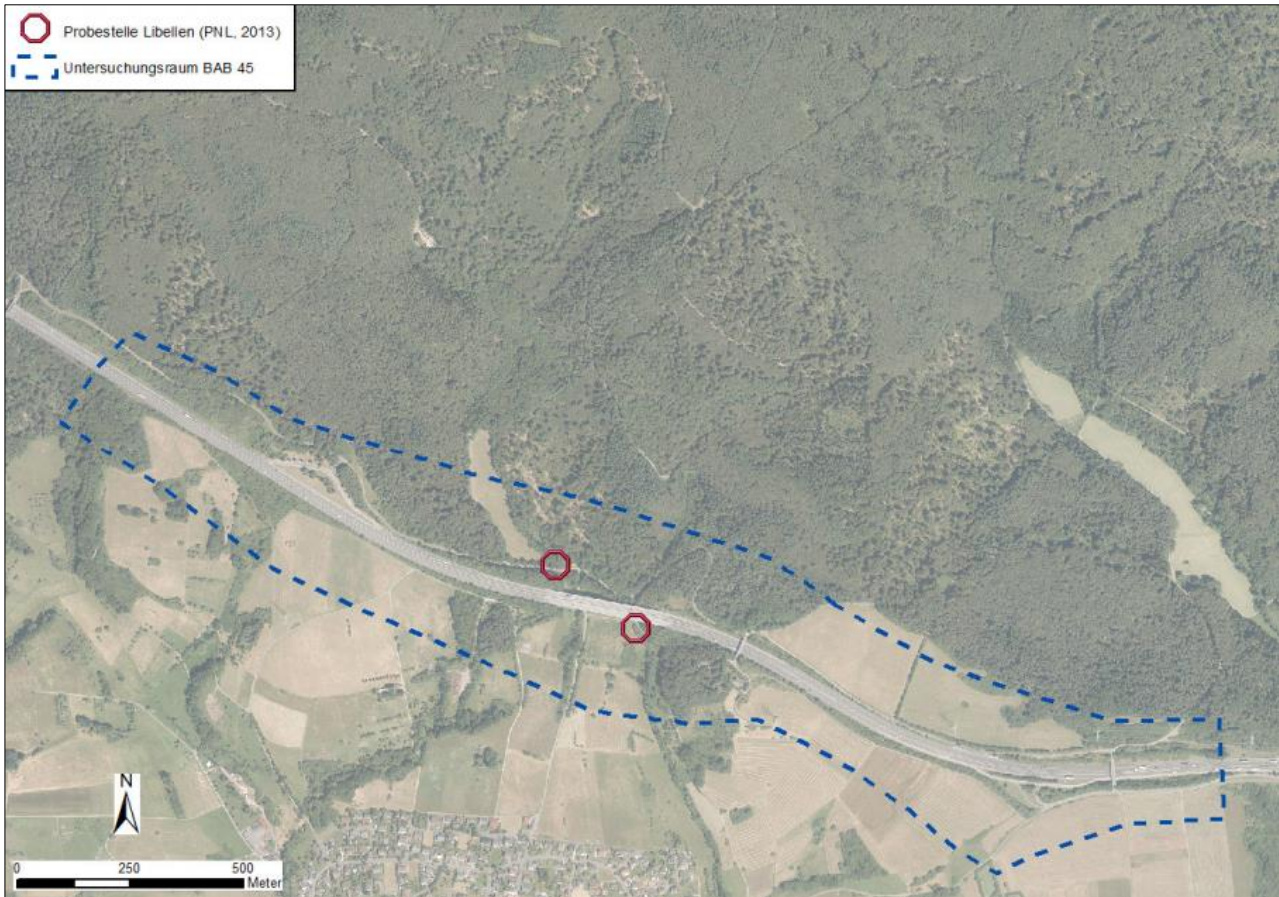 Probestelle Libellen (PNL, 2013)
Untersuchungsraum BAB 45
N
0 250 500
Meter